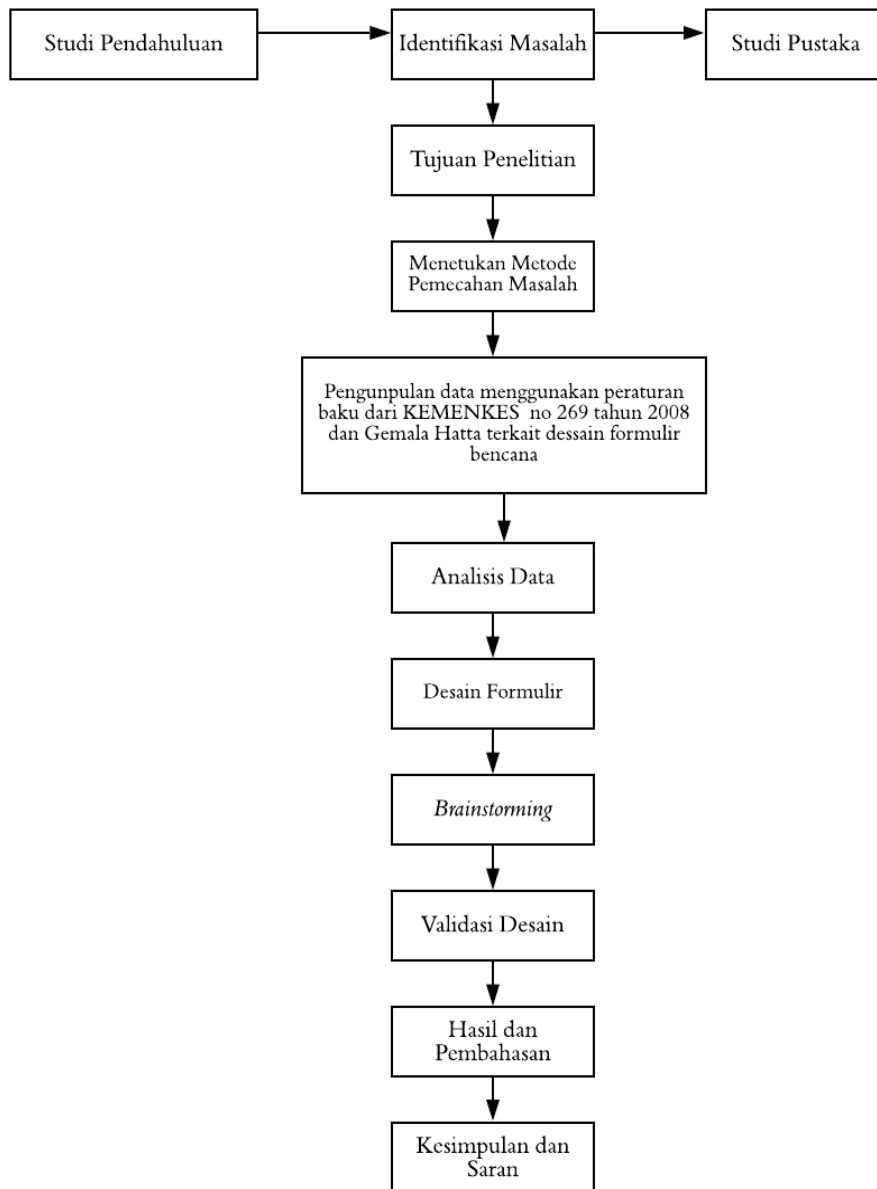 Studi Pendahuluan
Identifikasi Masalah
Studi Pustaka
Tujuan Penelitian
Menetukan Metode
Pemecahan Masalah
Pengunpulan data menggunakan peraturan
baku dari KEMENKES no 269 tahun 2008
dan Gemala Hatta terkait dessain formulir
bencana
Analisis Data
Desain Formulir
Brainstorming
Validasi Desain
Hasil dan
Pembahasan
Kesimpulan dan
Saran